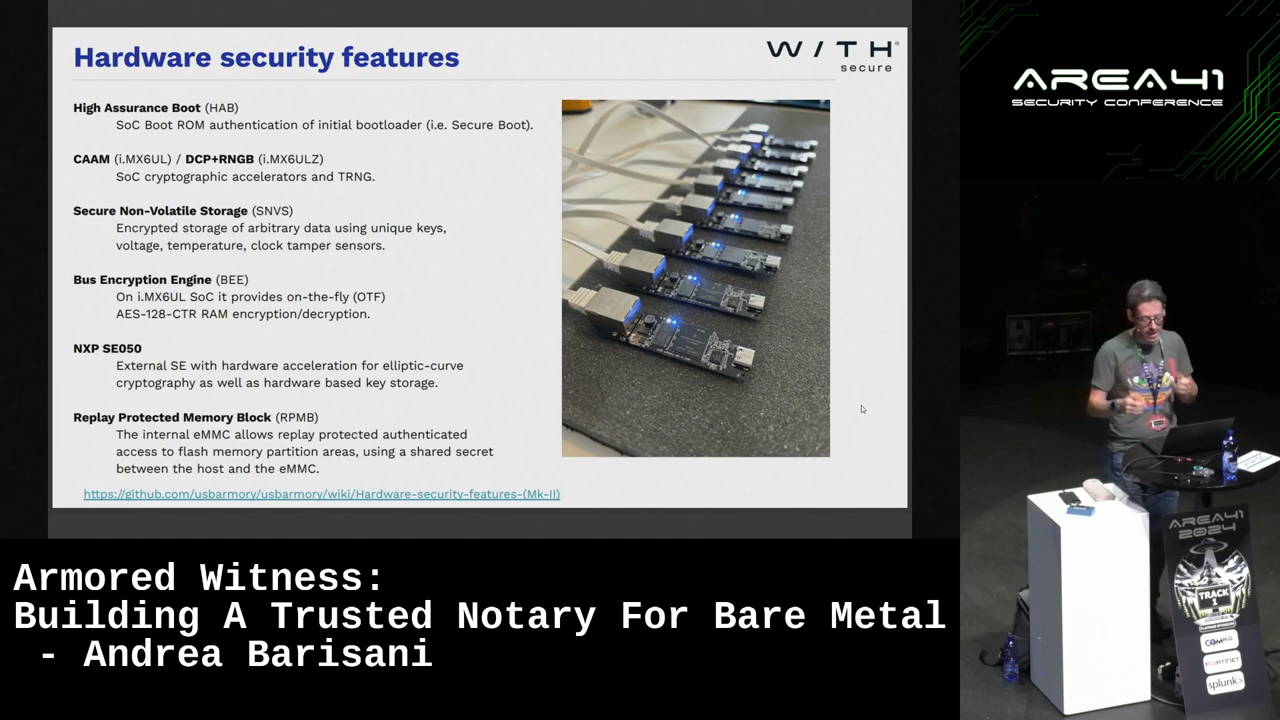 Hardware security features
WITH®
secure
High Assurance Boot (HAB)
SoC Boot ROM authentication of initial bootloader (i.e. Secure Boot).
CAAM (i.MX6UL) / DCP+RNGB (i.MX6ULZ)
SoC cryptographic accelerators and TRNG.
Secure Non-Volatile Storage (SNVS)
Encrypted storage of arbitrary data using unique keys,
voltage, temperature, clock tamper sensors.
Bus Encryption Engine (BEE)
On i.MX6UL SoC it provides on-the-fly (OTF)
AES-128-CTR RAM encryption/decryption.
NXP SE050
External SE with hardware acceleration for elliptic-curve
cryptography as well as hardware based key storage.
Replay Protected Memory Block (RPMB)
The internal eMMC allows replay protected authenticated
access to flash memory partition areas, using a shared secret
between the host and the eMMC.
https://github.com/usbarmory/usbarmory/wiki/Hardware-security-features-(Mk-II)
AREA41
SECURITY CONFERENCE
AREA41
2024
TRACK
1
COMPASS
FORTINET
splunk>
Armored Witness:
Building A Trusted Notary For Bare Metal
- Andrea Barisani